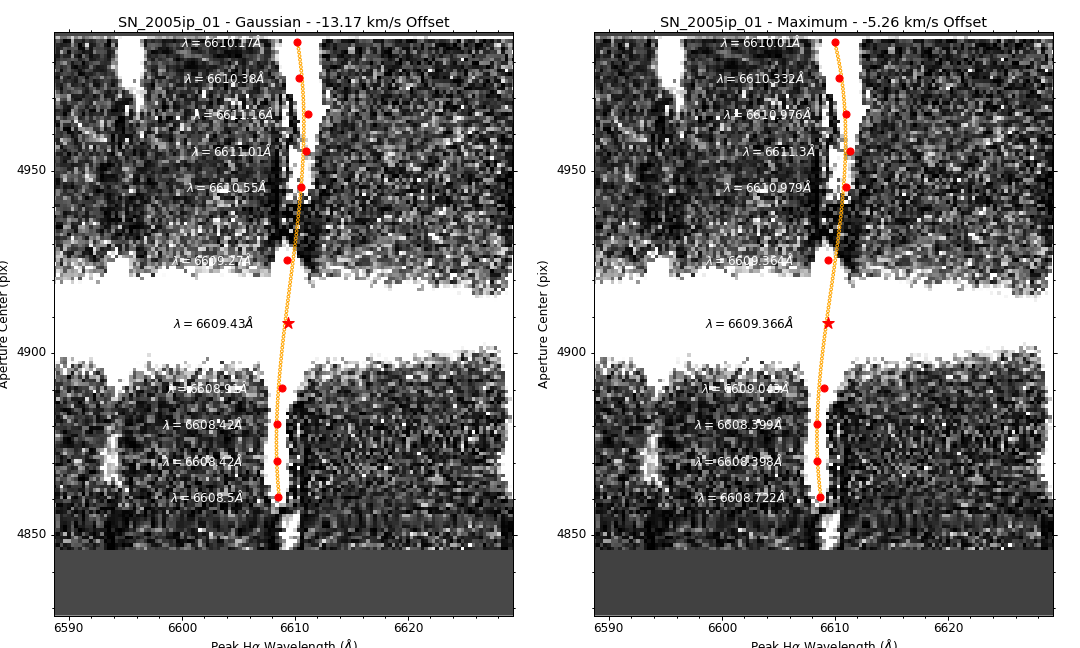 SN_2005ip_01 - Gaussian - -13.17 km/s Offset
λ = 6610.17Å
λ = 6610.38Å
λ = 6611.16Å
λ = 6611.01Å
λ = 6610.55Å
λ = 6609.27Å
λ = 6609.43Å
λ = 6608.92Å
λ = 6608.42Å
λ = 6608.42Å
λ = 6608.5Å
4950
4900
4850
Aperture Center (pix)
6590 6600 6610 6620
Peak Hα Wavelength (Å)
SN_2005ip_01 - Maximum - -5.26 km/s Offset
λ = 6610.01Å
λ = 6610.332Å
λ = 6610.976Å
λ = 6611.3Å
λ = 6610.979Å
λ = 6609.364Å
λ = 6609.366Å
λ = 6609.043Å
λ = 6608.399Å
λ = 6608.398Å
λ = 6608.722Å
4950
4900
4850
Aperture Center (pix)
6590 6600 6610 6620
Peak Hα Wavelength (Å)